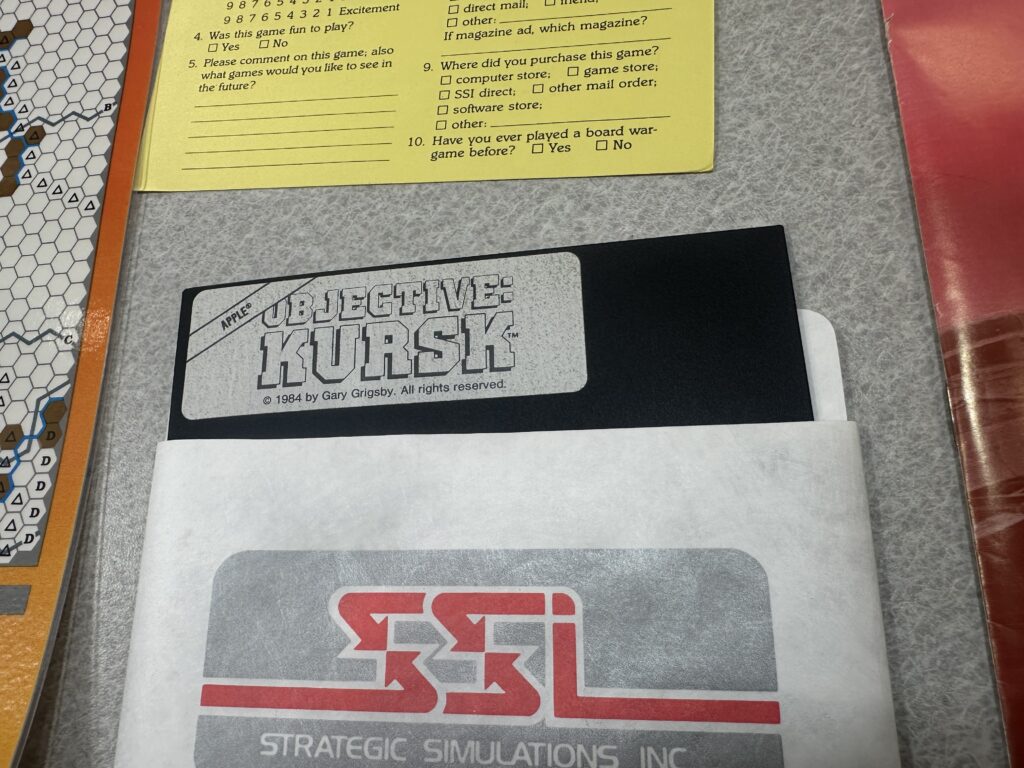 9 8 7 6 5 4 3 2 1 Excitement
4. Was this game fun to play?
☐ Yes ☐ No
5. Please comment on this game; also
what games would you like to see in
the future?
☐ direct mail; ☐ friend;
☐ other:
If magazine ad, which magazine?
9. Where did you purchase this game?
☐ computer store; ☐ game store;
☐ SSI direct; ☐ other mail order;
☐ software store;
☐ other:
10. Have you ever played a board war-
game before? ☐ Yes ☐ No
B
C
D
D
D
D
APPLE®
OBJECTIVE:
KURSK™
© 1984 by Gary Grigsby. All rights reserved.
SSI
STRATEGIC SIMULATIONS INC